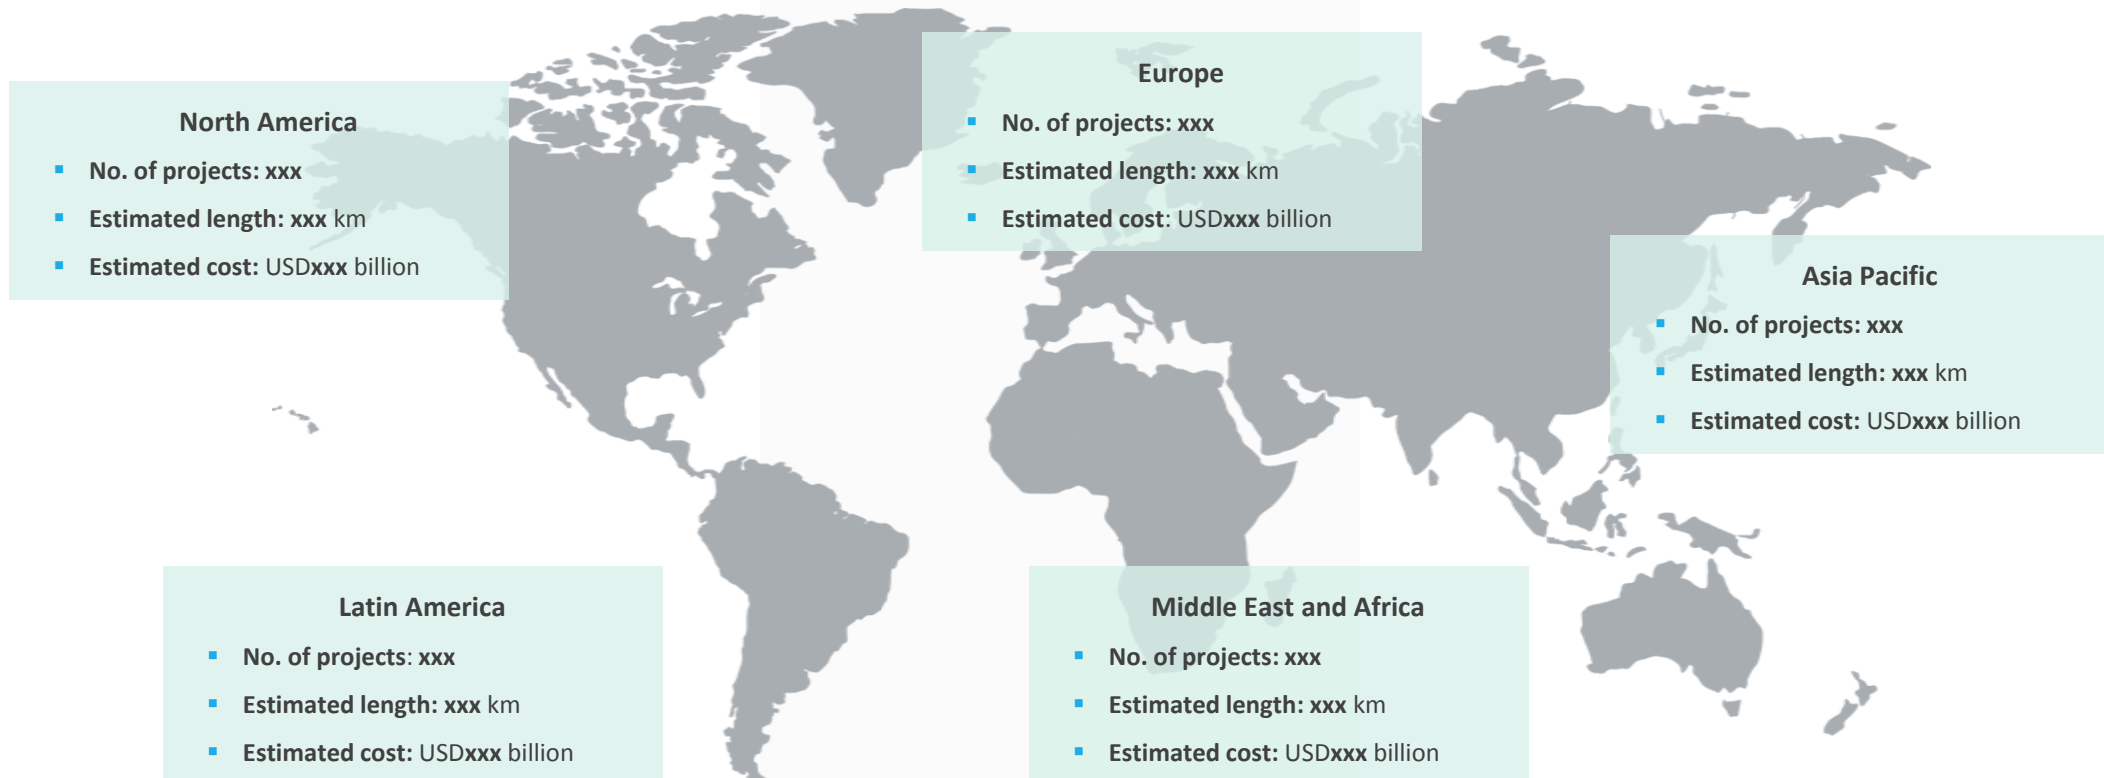 North America
▪ No. of projects: xxx
▪ Estimated length: xxx km
▪ Estimated cost: USDxxx billion
Europe
▪ No. of projects: xxx
▪ Estimated length: xxx km
▪ Estimated cost: USDxxx billion
Asia Pacific
▪ No. of projects: xxx
▪ Estimated length: xxx km
▪ Estimated cost: USDxxx billion
Latin America
▪ No. of projects: xxx
▪ Estimated length: xxx km
▪ Estimated cost: USDxxx billion
Middle East and Africa
▪ No. of projects: xxx
▪ Estimated length: xxx km
▪ Estimated cost: USDxxx billion